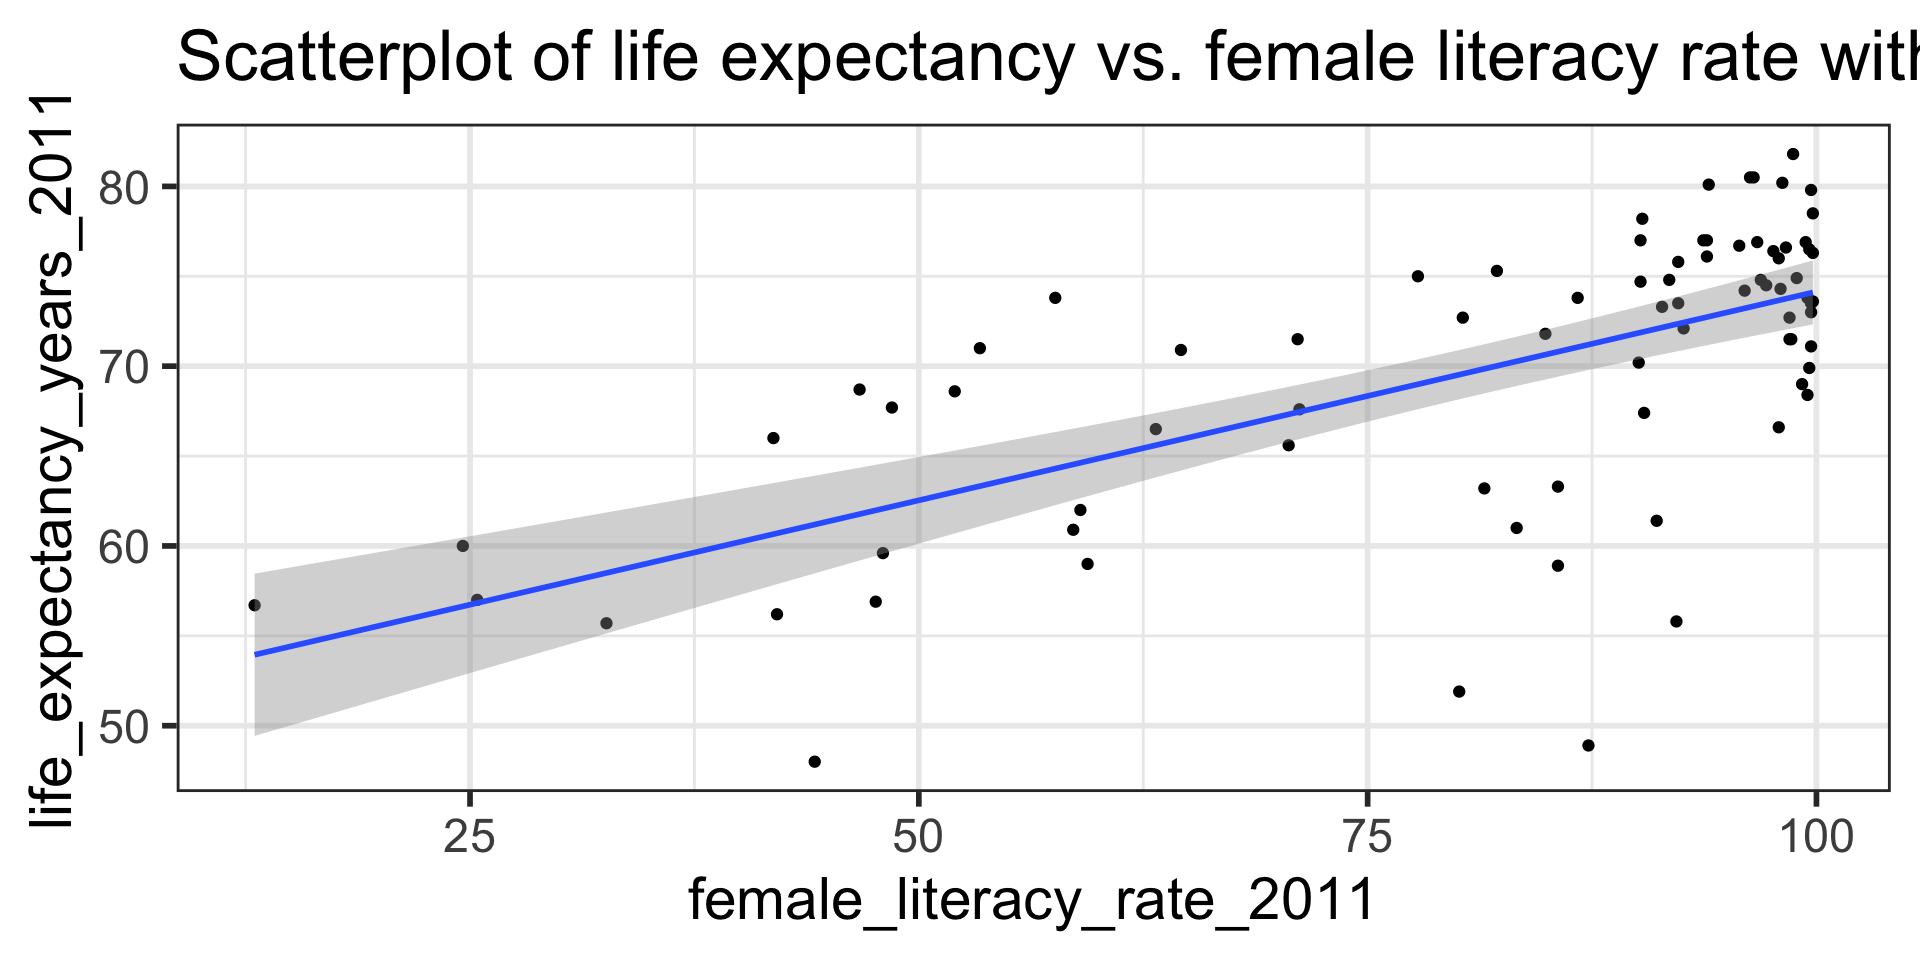 Scatterplot of life expectancy vs. female literacy rate with
life_expectancy_years_2011
80
70
60
50
25 50 75 100
female_literacy_rate_2011